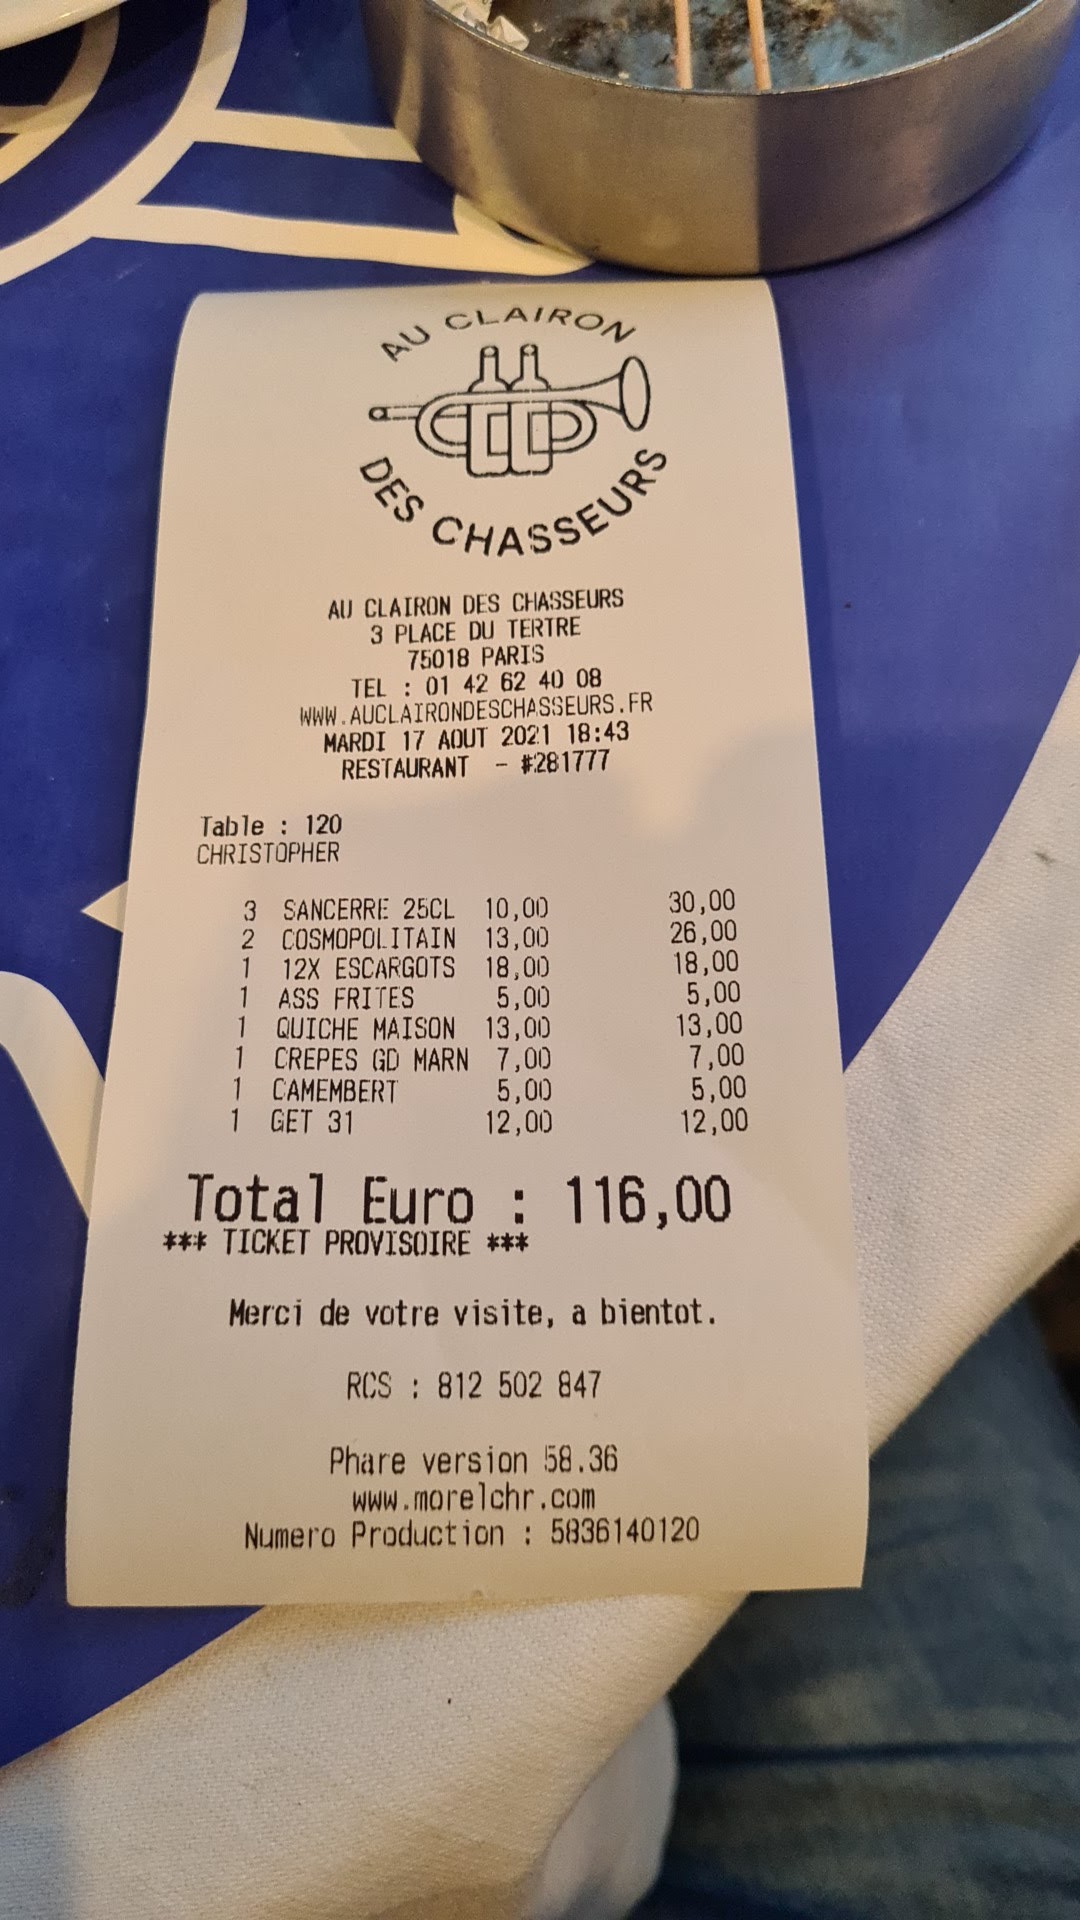 AU CLAIRON
DES CHASSEURS
AU CLAIRON DES CHASSEURS
3 PLACE DU TERTRE
75018 PARIS
TEL : 01 42 62 40 08
WWW.AUCLAIRONDESCHASSEURS.FR
MARDI 17 AOUT 2021 18:43
RESTAURANT - #281777
Table : 120
CHRISTOPHER
3 SANCERRE 25CL 10,00 30,00
2 COSMOPOLITAIN 13,00 26,00
1 12X ESCARGOTS 18,00 18,00
1 ASS FRITES 5,00 5,00
1 QUICHE MAISON 13,00 13,00
1 CREPES GD MARN 7,00 7,00
1 CAMEMBERT 5,00 5,00
1 GET 31 12,00 12,00
Total Euro : 116,00
*** TICKET PROVISOIRE ***
Merci de votre visite, a bientot.
RCS : 812 502 847
Phare version 58.36
www.morelchr.com
Numero Production : 5836140120